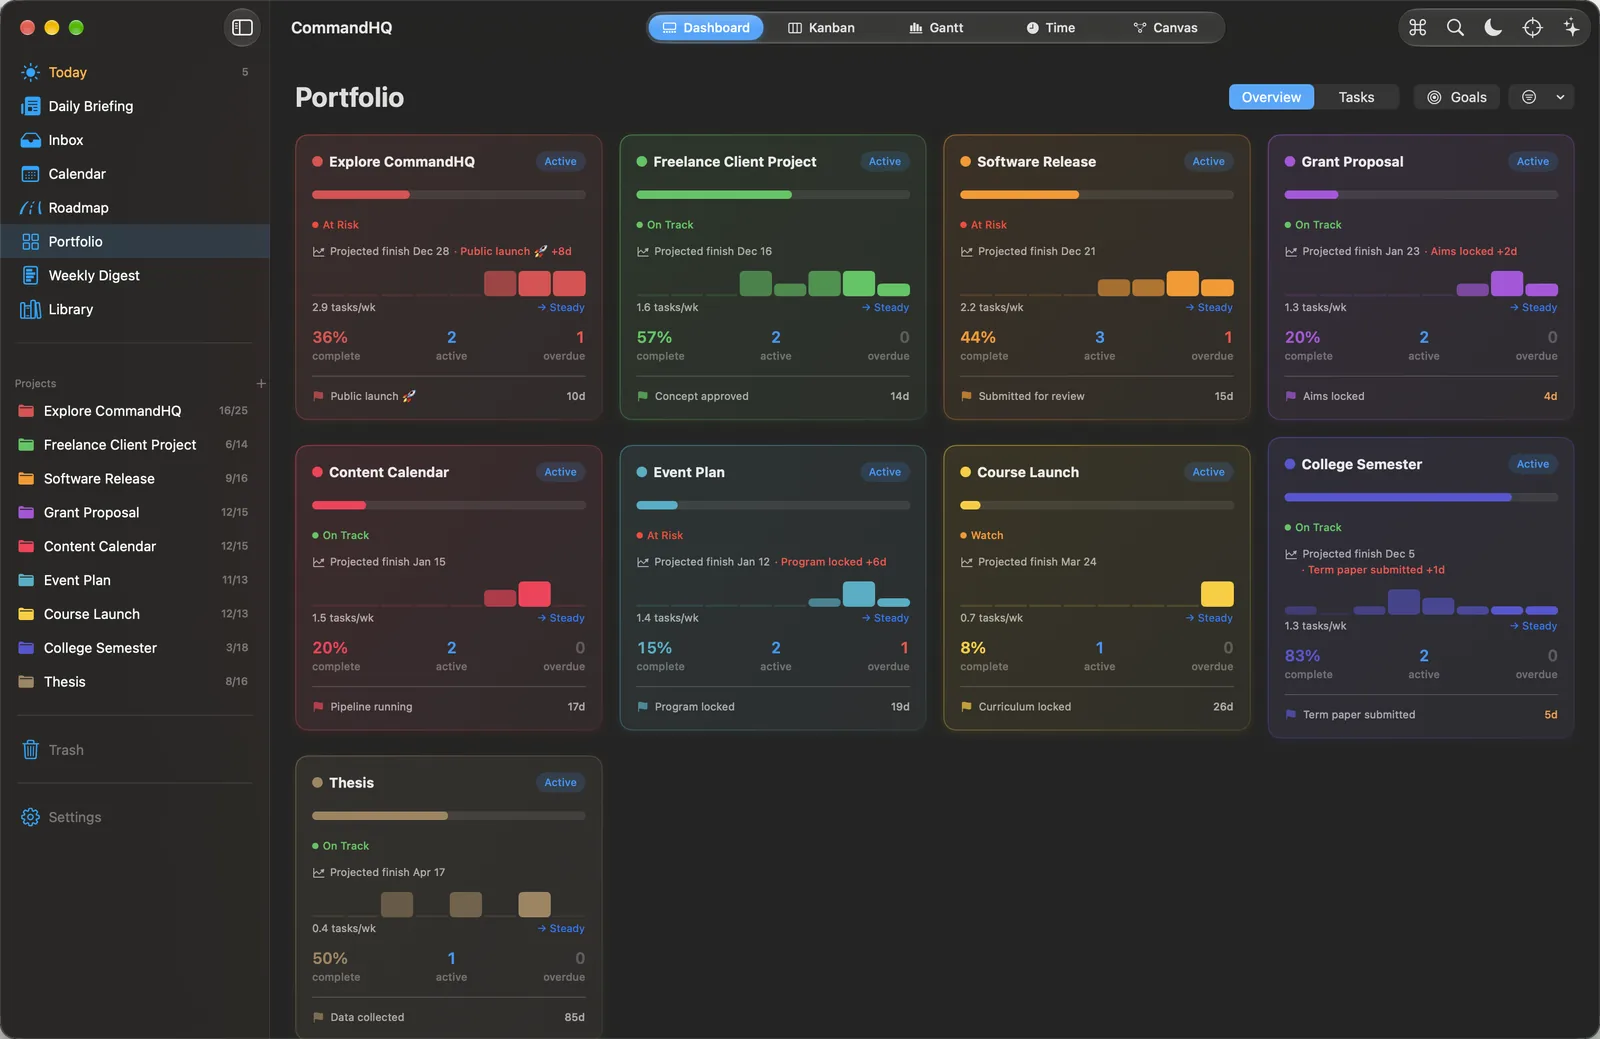 CommandHQ
Dashboard
Kanban
Gantt
Time
Canvas
Today 5
Daily Briefing
Inbox
Calendar
Roadmap
Portfolio
Weekly Digest
Library
Projects +
Explore CommandHQ 16/25
Freelance Client Project 6/14
Software Release 9/16
Grant Proposal 12/15
Content Calendar 12/15
Event Plan 11/13
Course Launch 12/13
College Semester 3/18
Thesis 8/16
Trash
Settings
Portfolio
Overview
Tasks
Goals
Explore CommandHQ Active
At Risk
Projected finish Dec 28 · Public launch 🚀 +8d
2.9 tasks/wk → Steady
36% 2 1
complete active overdue
Public launch 🚀 10d
Freelance Client Project Active
On Track
Projected finish Dec 16
1.6 tasks/wk → Steady
57% 2 0
complete active overdue
Concept approved 14d
Software Release Active
At Risk
Projected finish Dec 21
2.2 tasks/wk → Steady
44% 3 1
complete active overdue
Submitted for review 15d
Grant Proposal Active
On Track
Projected finish Jan 23 · Aims locked +2d
1.3 tasks/wk → Steady
20% 2 0
complete active overdue
Aims locked 4d
Content Calendar Active
On Track
Projected finish Jan 15
1.5 tasks/wk → Steady
20% 2 0
complete active overdue
Pipeline running 17d
Event Plan Active
At Risk
Projected finish Jan 12 · Program locked +6d
1.4 tasks/wk → Steady
15% 2 1
complete active overdue
Program locked 19d
Course Launch Active
Watch
Projected finish Mar 24
0.7 tasks/wk → Steady
8% 1 0
complete active overdue
Curriculum locked 26d
College Semester Active
On Track
Projected finish Dec 5
· Term paper submitted +1d
1.3 tasks/wk → Steady
83% 2 0
complete active overdue
Term paper submitted 5d
Thesis Active
On Track
Projected finish Apr 17
0.4 tasks/wk → Steady
50% 1 0
complete active overdue
Data collected 85d